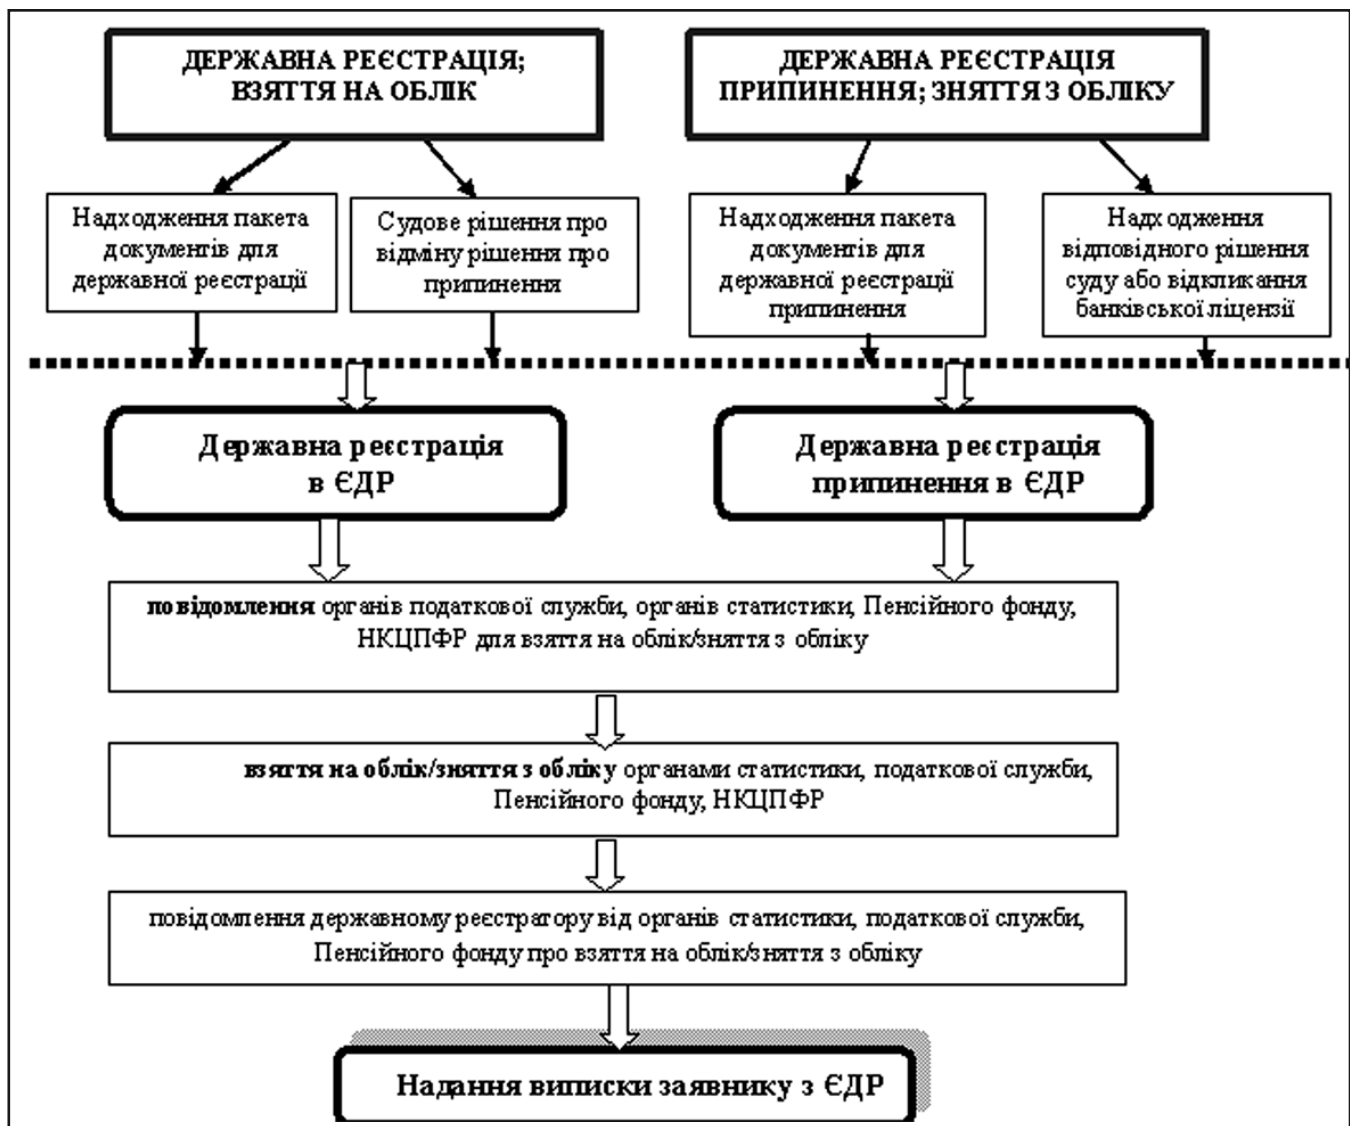 ДЕРЖАВНА РЕЄСТРАЦІЯ;
ВЗЯТТЯ НА ОБЛІК
ДЕРЖАВНА РЕЄСТРАЦІЯ
ПРИПИНЕННЯ; ЗНЯТТЯ З ОБЛІКУ
Надходження пакета
документів для
державної реєстрації
Судове рішення про
відміну рішення про
припинення
Надходження пакета
документів для
державної реєстрації
припинення
Надходження
відповідного рішення
суду або відкликання
банківської ліцензії
Державна реєстрація
в ЄДР
Державна реєстрація
припинення в ЄДР
повідомлення органів податкової служби, органів статистики, Пенсійного фонду,
НКЦПФР для взяття на облік/зняття з обліку
взяття на облік/зняття з обліку органами статистики, податкової служби,
Пенсійного фонду, НКЦПФР
повідомлення державному реєстратору від органів статистики, податкової служби,
Пенсійного фонду про взяття на облік/зняття з обліку
Надання виписки заявнику з ЄДР